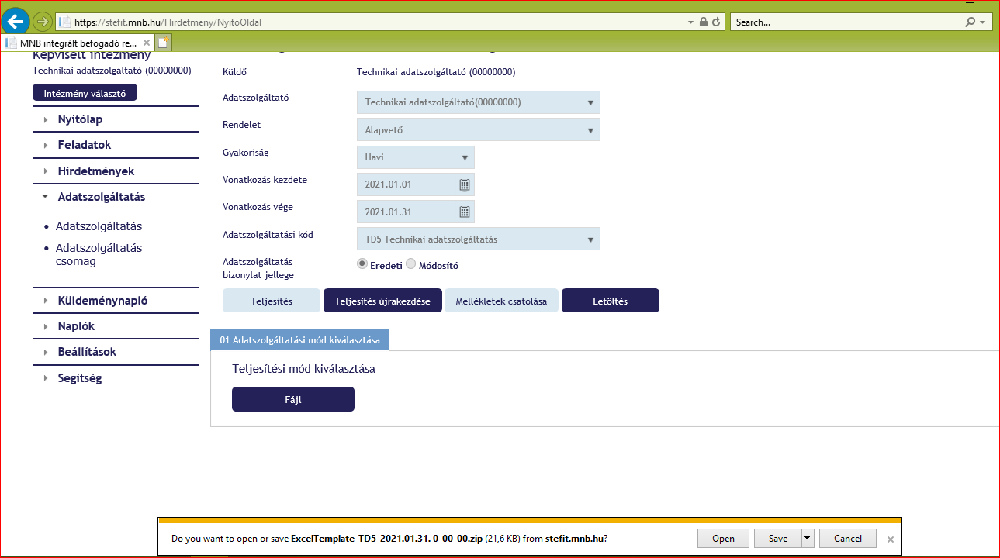 https://stefit.mnb.hu/Hirdetmeny/NyitoOldal
Search...
MNB integrált befogadó re...
Képviselt intézmény
Technikai adatszolgáltató (00000000)
Intézmény választó
Nyitólap
Feladatok
Hirdetmények
Adatszolgáltatás
Adatszolgáltatás
Adatszolgáltatás
csomag
Küldeménynapló
Naplók
Beállítások
Segítség
Küldő Technikai adatszolgáltató (00000000)
Adatszolgáltató Technikai adatszolgáltató(00000000)
Rendelet Alapvető
Gyakoriság Havi
Vonatkozás kezdete 2021.01.01
Vonatkozás vége 2021.01.31
Adatszolgáltatási kód TD5 Technikai adatszolgáltatás
Adatszolgáltatás
bizonylat jellege Eredeti Módosító
Teljesítés Teljesítés újrakezdése Mellékletek csatolása Letöltés
01 Adatszolgáltatási mód kiválasztása
Teljesítési mód kiválasztása
Fájl
Do you want to open or save ExcelTemplate_TD5_2021.01.31. 0_00_00.zip (21,6 KB) from stefit.mnb.hu? Open Save Cancel